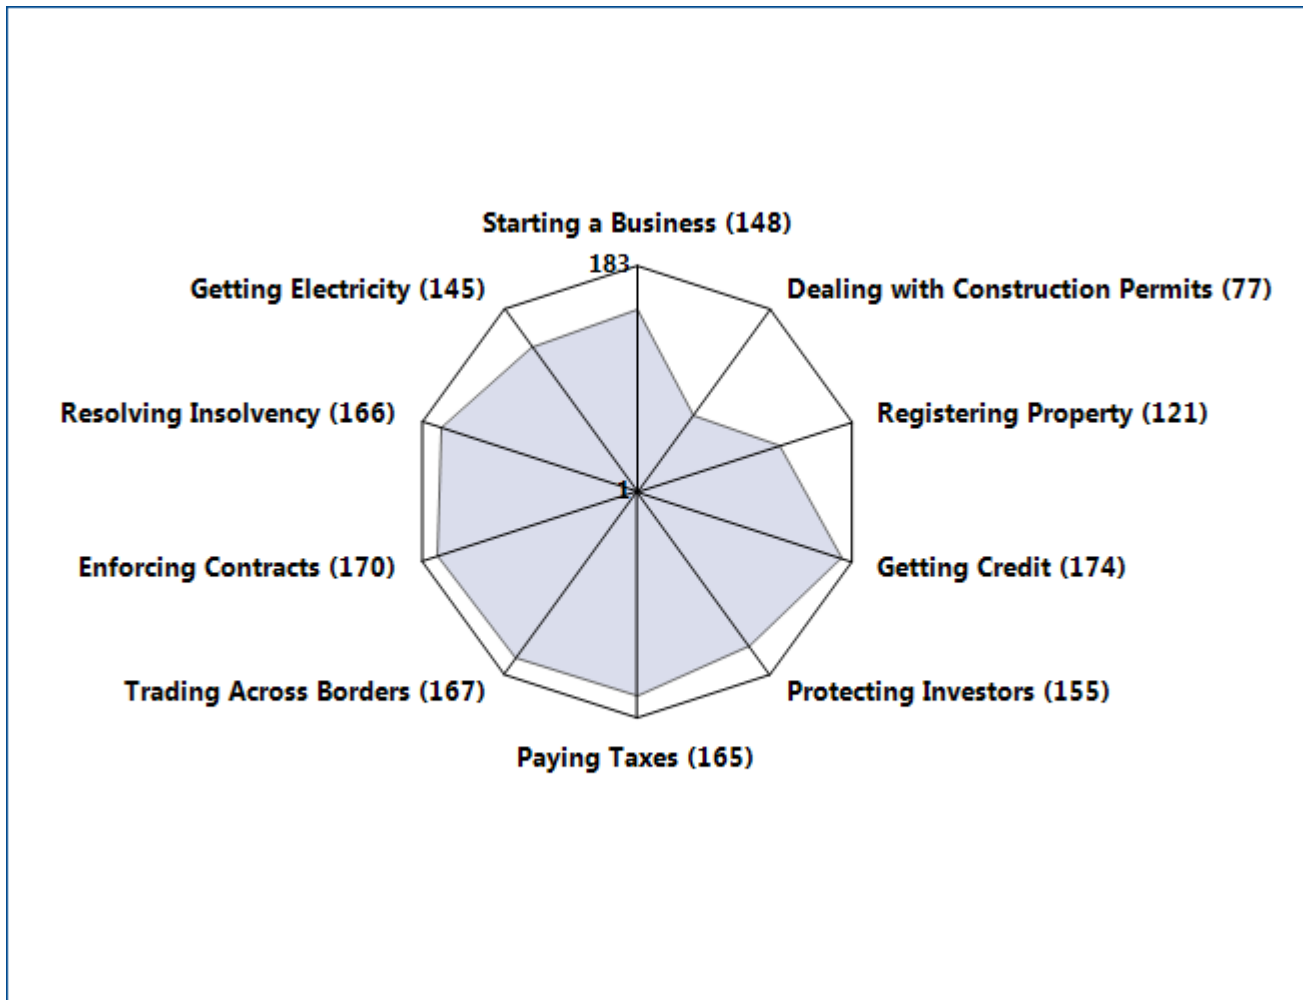 Starting a Business (148)
183
Getting Electricity (145)
Dealing with Construction Permits (77)
Resolving Insolvency (166)
Registering Property (121)
1
Enforcing Contracts (170)
Getting Credit (174)
Trading Across Borders (167)
Protecting Investors (155)
Paying Taxes (165)